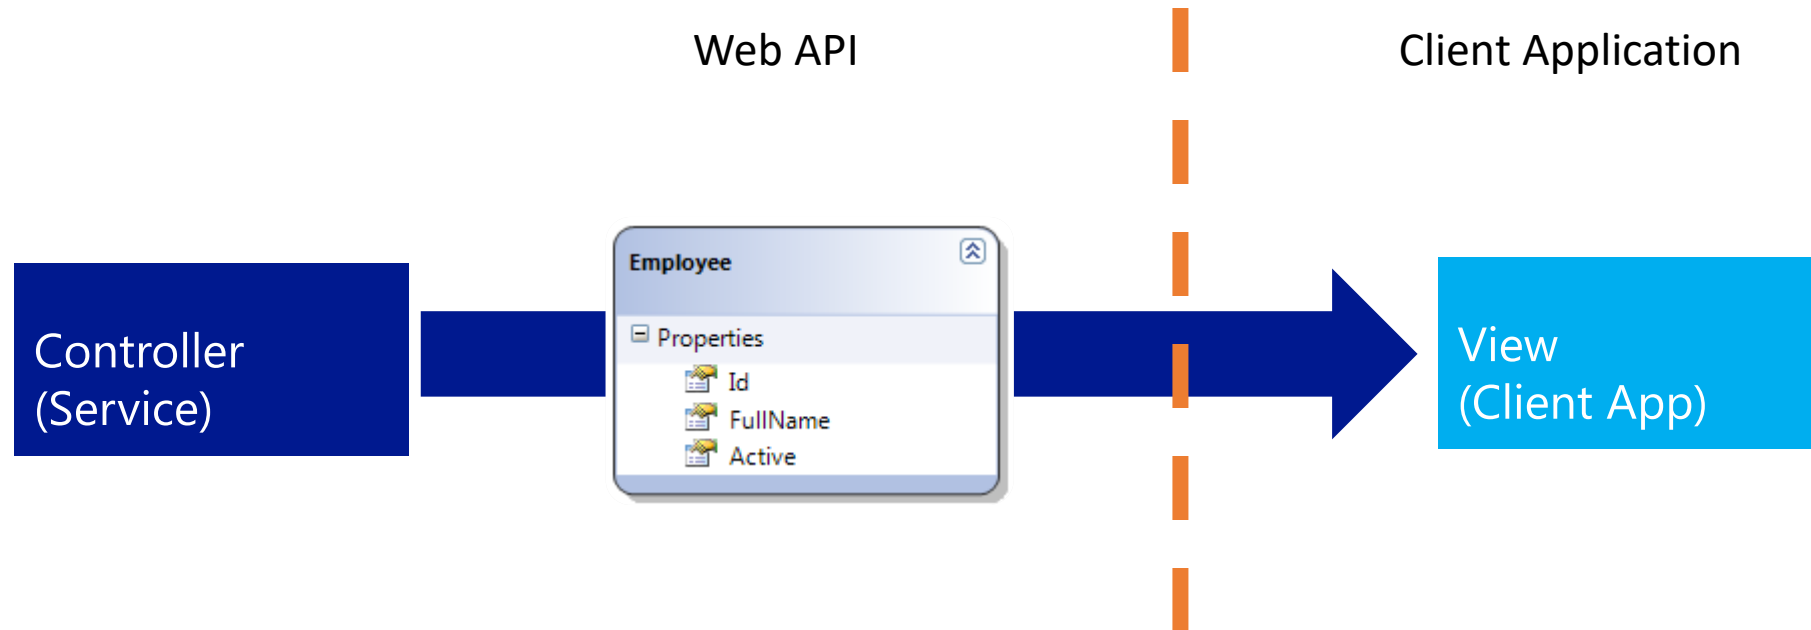 Web API
Client Application
Controller
(Service)
Employee
Properties
Id
FullName
Active
View
(Client App)